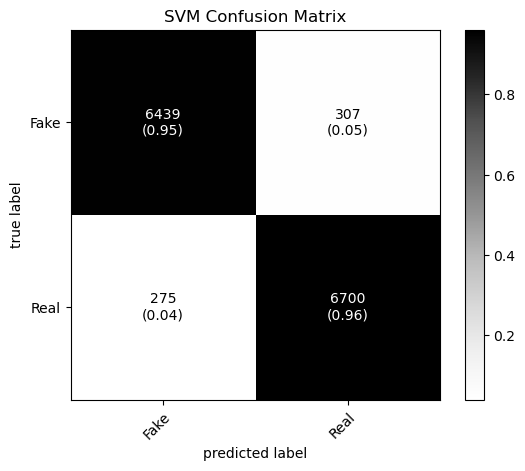 SVM Confusion Matrix
Fake
6439
(0.95)
307
(0.05)
Real
275
(0.04)
6700
(0.96)
true label
Fake
Real
predicted label
0.8
0.6
0.4
0.2